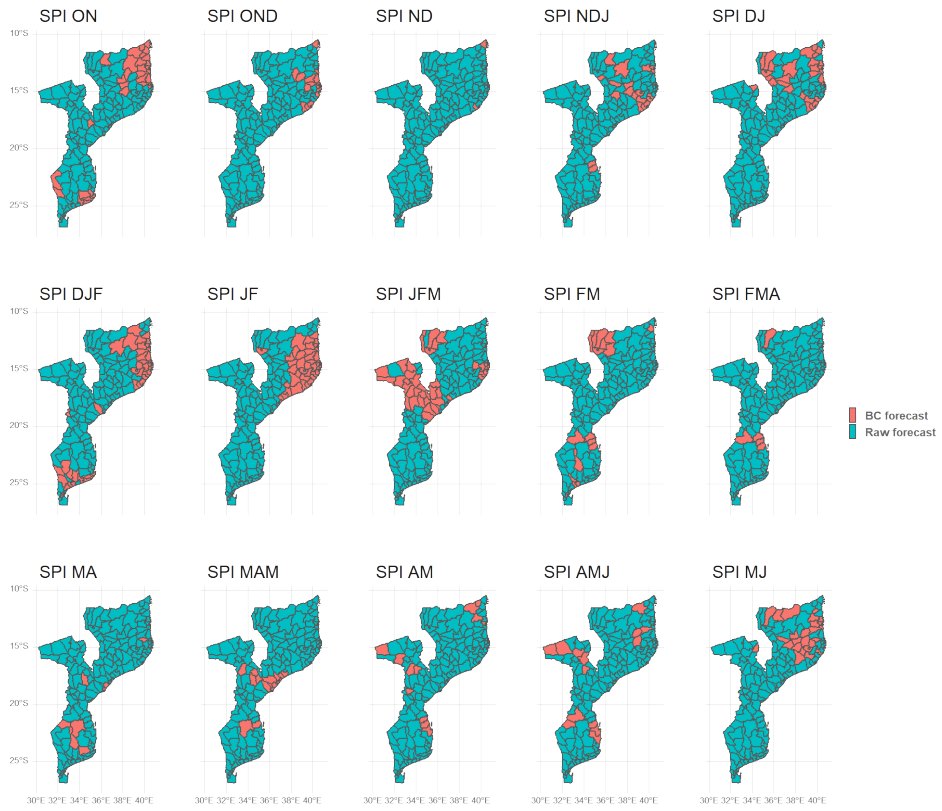 SPI ON SPI OND SPI ND SPI NDJ SPI DJ
10°S
15°S
20°S
25°S
SPI DJF SPI JF SPI JFM SPI FM SPI FMA
10°S
15°S
20°S
25°S
BC forecast
Raw forecast
SPI MA SPI MAM SPI AM SPI AMJ SPI MJ
10°S
15°S
20°S
25°S
30°E 32°E 34°E 36°E 38°E 40°E 30°E 32°E 34°E 36°E 38°E 40°E 30°E 32°E 34°E 36°E 38°E 40°E 30°E 32°E 34°E 36°E 38°E 40°E 30°E 32°E 34°E 36°E 38°E 40°E